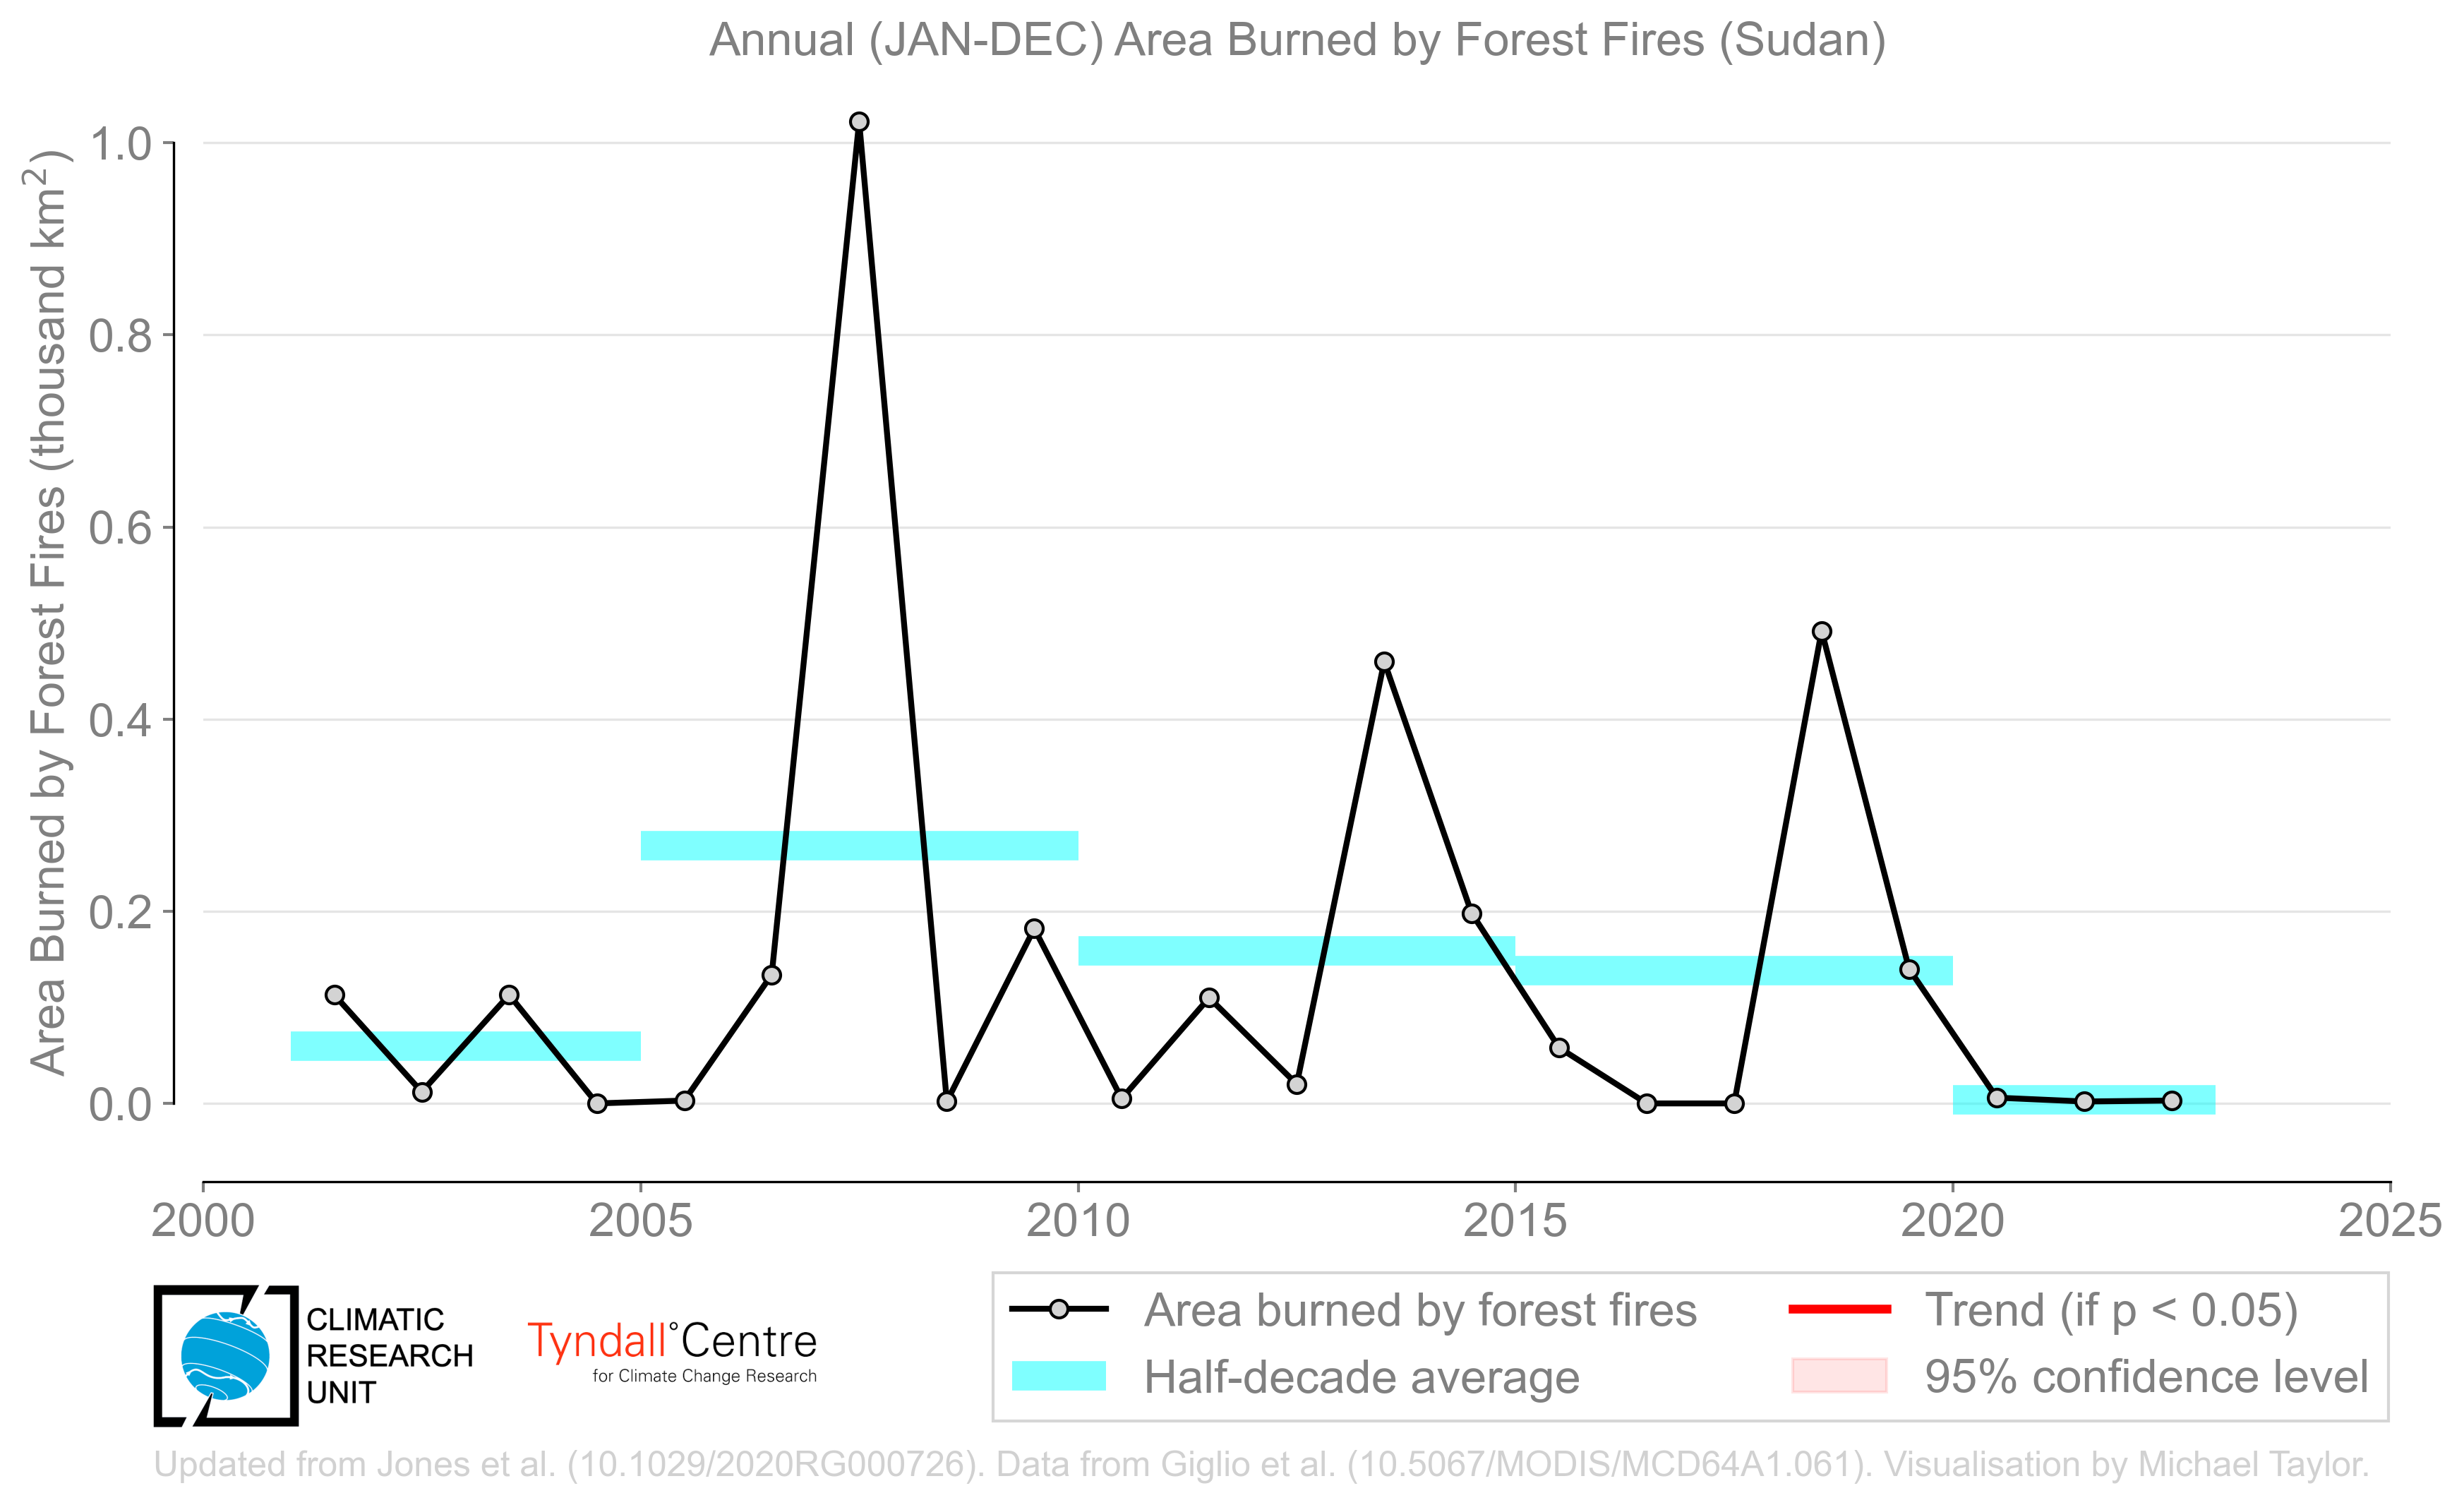 Annual (JAN-DEC) Area Burned by Forest Fires (Sudan)
Area Burned by Forest Fires (thousand km²)
1.0
0.8
0.6
0.4
0.2
0.0
2000 2005 2010 2015 2020 2025
CLIMATIC
RESEARCH
UNIT
Tyndall°Centre
for Climate Change Research
Area burned by forest fires
Half-decade average
Trend (if p < 0.05)
95% confidence level
Updated from Jones et al. (10.1029/2020RG000726). Data from Giglio et al. (10.5067/MODIS/MCD64A1.061). Visualisation by Michael Taylor.